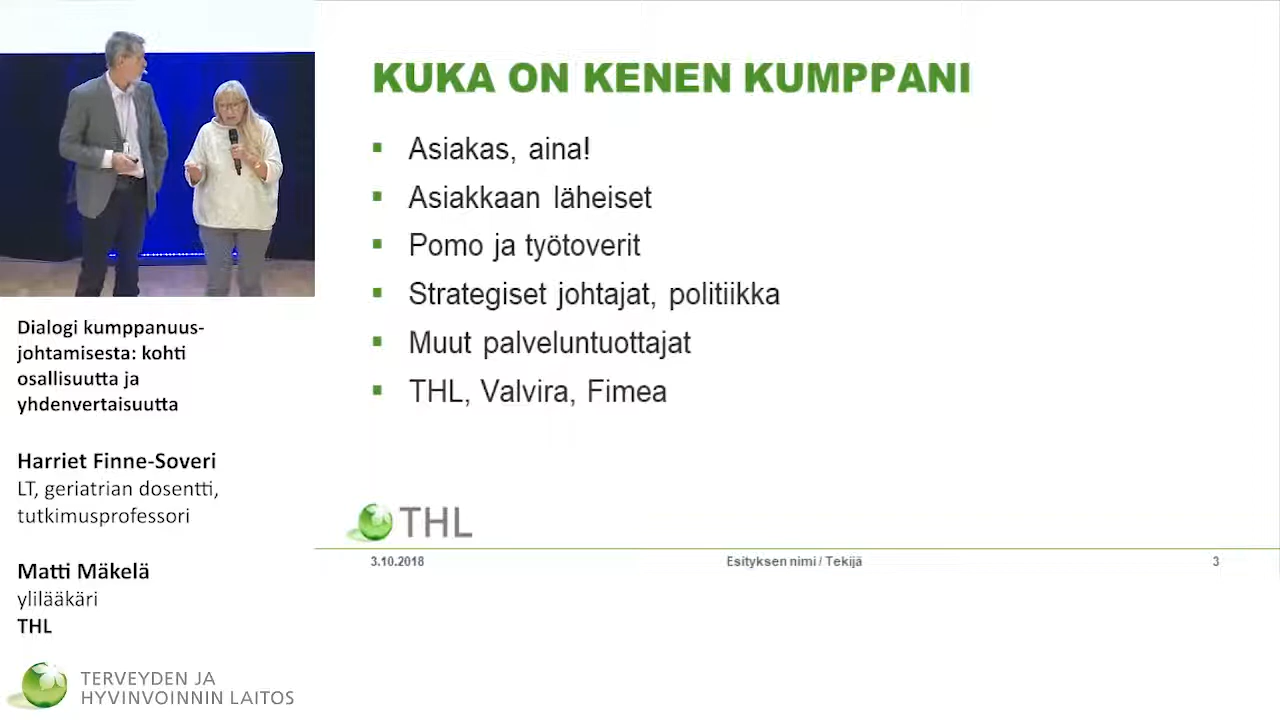 KUKA ON KENEN KUMPPANI
Asiakas, aina!
Asiakkaan läheiset
Pomo ja työtoverit
Strategiset johtajat, politiikka
Muut palveluntuottajat
THL, Valvira, Fimea
THL
3.10.2018 Esityksen nimi / Tekijä 3
Dialogi kumppanuus-
johtamisesta: kohti
osallisuutta ja
yhdenvertaisuutta
Harriet Finne-Soveri
LT, geriatrian dosentti,
tutkimusprofessori
Matti Mäkelä
ylilääkäri
THL
TERVEYDEN JA
HYVINVOINNIN LAITOS